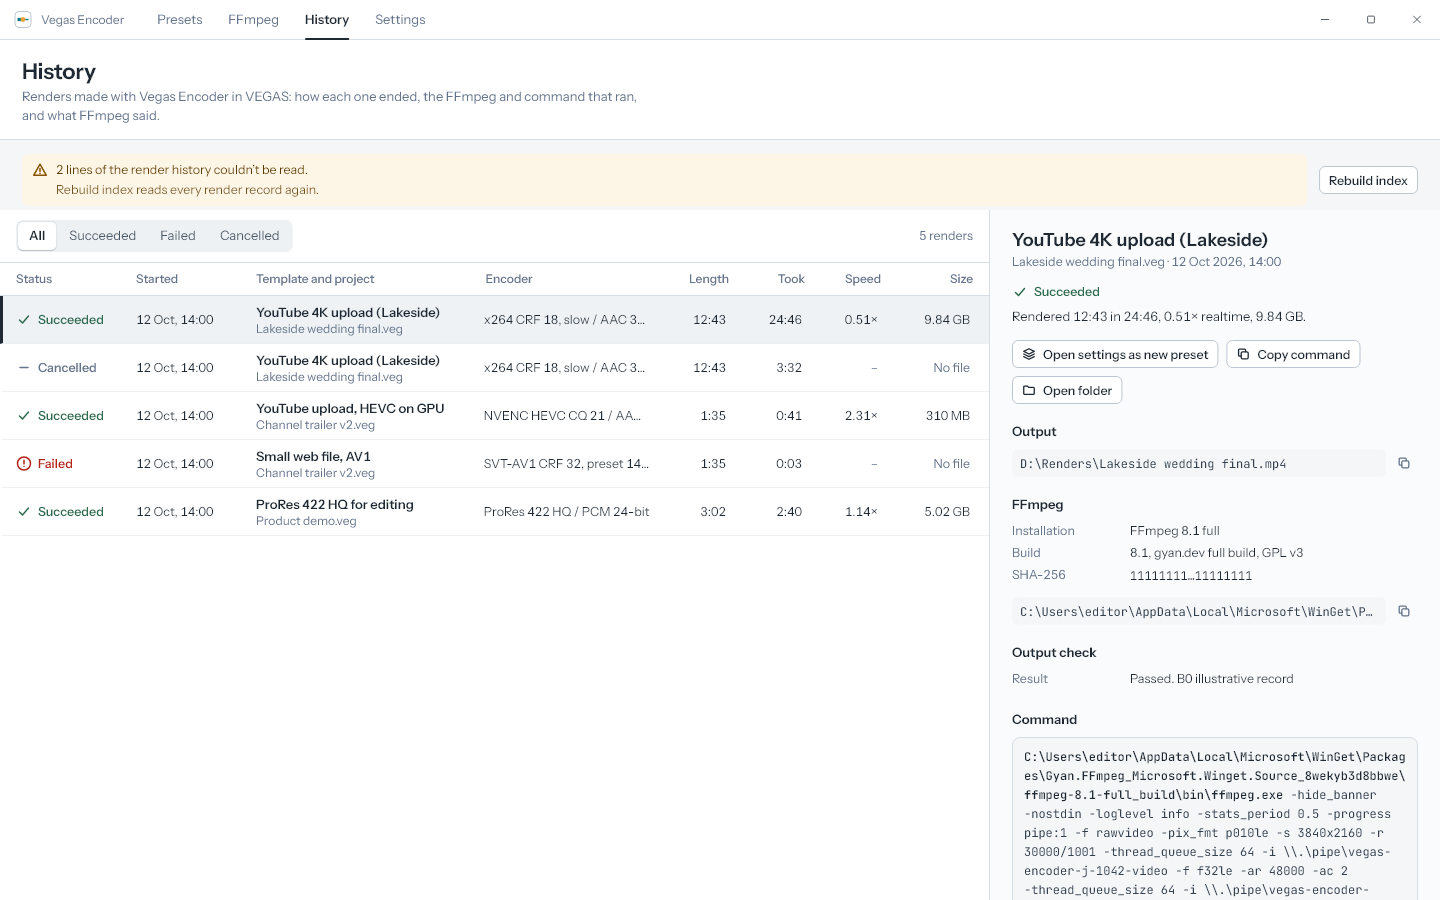 Vegas Encoder Presets FFmpeg History Settings
History
Renders made with Vegas Encoder in VEGAS: how each one ended, the FFmpeg and command that ran,
and what FFmpeg said.
2 lines of the render history couldn't be read.
Rebuild index reads every render record again.
Rebuild index
All Succeeded Failed Cancelled 5 renders
Status Started Template and project Encoder Length Took Speed Size
Succeeded 12 Oct, 14:00 YouTube 4K upload (Lakeside) x264 CRF 18, slow / AAC 3… 12:43 24:46 0.51× 9.84 GB
Lakeside wedding final.veg
Cancelled 12 Oct, 14:00 YouTube 4K upload (Lakeside) x264 CRF 18, slow / AAC 3… 12:43 3:32 – No file
Lakeside wedding final.veg
Succeeded 12 Oct, 14:00 YouTube upload, HEVC on GPU NVENC HEVC CQ 21 / AA… 1:35 0:41 2.31× 310 MB
Channel trailer v2.veg
Failed 12 Oct, 14:00 Small web file, AV1 SVT-AV1 CRF 32, preset 14… 1:35 0:03 – No file
Channel trailer v2.veg
Succeeded 12 Oct, 14:00 ProRes 422 HQ for editing ProRes 422 HQ / PCM 24-bit 3:02 2:40 1.14× 5.02 GB
Product demo.veg
YouTube 4K upload (Lakeside)
Lakeside wedding final.veg · 12 Oct 2026, 14:00
Succeeded
Rendered 12:43 in 24:46, 0.51× realtime, 9.84 GB.
Open settings as new preset Copy command
Open folder
Output
D:\Renders\Lakeside wedding final.mp4
FFmpeg
Installation FFmpeg 8.1 full
Build 8.1, gyan.dev full build, GPL v3
SHA-256 11111111…11111111
C:\Users\editor\AppData\Local\Microsoft\WinGet\P…
Output check
Result Passed. B0 illustrative record
Command
C:\Users\editor\AppData\Local\Microsoft\WinGet\Packag
es\Gyan.FFmpeg_Microsoft.Winget.Source_8wekyb3d8bbwe\
ffmpeg-8.1-full_build\bin\ffmpeg.exe -hide_banner
-nostdin -loglevel info -stats_period 0.5 -progress
pipe:1 -f rawvideo -pix_fmt p010le -s 3840x2160 -r
30000/1001 -thread_queue_size 64 -i \\.\pipe\vegas-
encoder-j-1042-video -f f32le -ar 48000 -ac 2
-thread_queue_size 64 -i \\.\pipe\vegas-encoder-